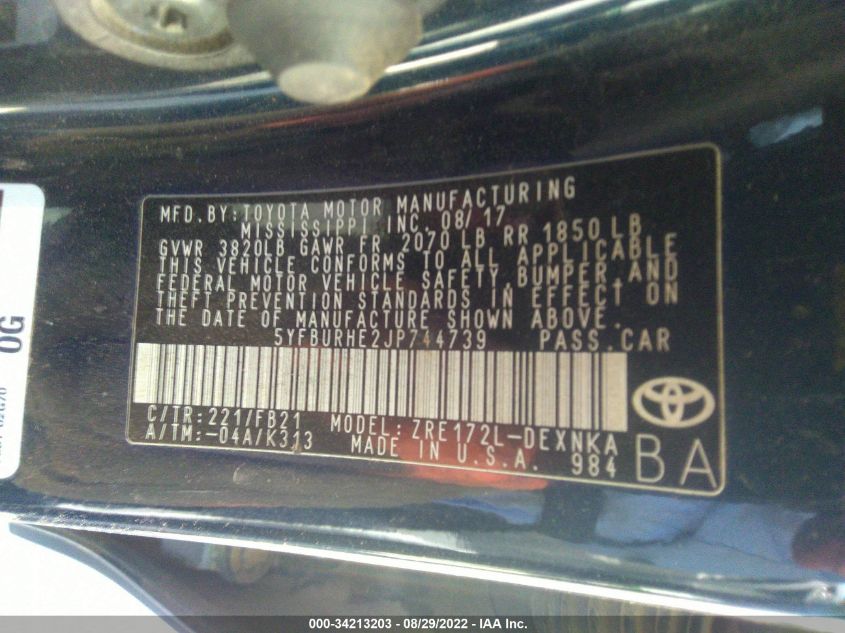 MFD.BY:TOYOTA MOTOR MANUFACTURING
MISSISSIPPI INC. 08/17
GVWR 3820LB GAWR FR 2070 LB RR 1850 LB
THIS VEHICLE CONFORMS TO ALL APPLICABLE
FEDERAL MOTOR VEHICLE SAFETY,BUMPER,AND
THEFT PREVENTION STANDARDS IN EFFECT ON
THE DATE OF MANUFACTURE SHOWN ABOVE.
5YFBURHE2JP744739 PASS.CAR
C/TR:221/FB21 MODEL:ZRE172L-DEXNKA
A/TM:-04A/K313 MADE IN U.S.A. 984
BA
OG
000-34213203 - 08/29/2022 - IAA Inc.